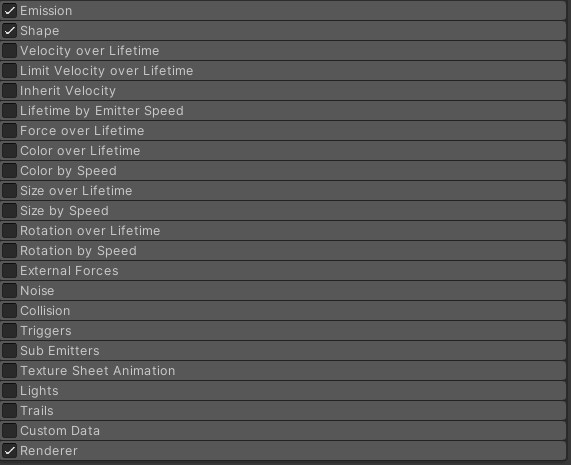 Emission
Shape
Velocity over Lifetime
Limit Velocity over Lifetime
Inherit Velocity
Lifetime by Emitter Speed
Force over Lifetime
Color over Lifetime
Color by Speed
Size over Lifetime
Size by Speed
Rotation over Lifetime
Rotation by Speed
External Forces
Noise
Collision
Triggers
Sub Emitters
Texture Sheet Animation
Lights
Trails
Custom Data
Renderer